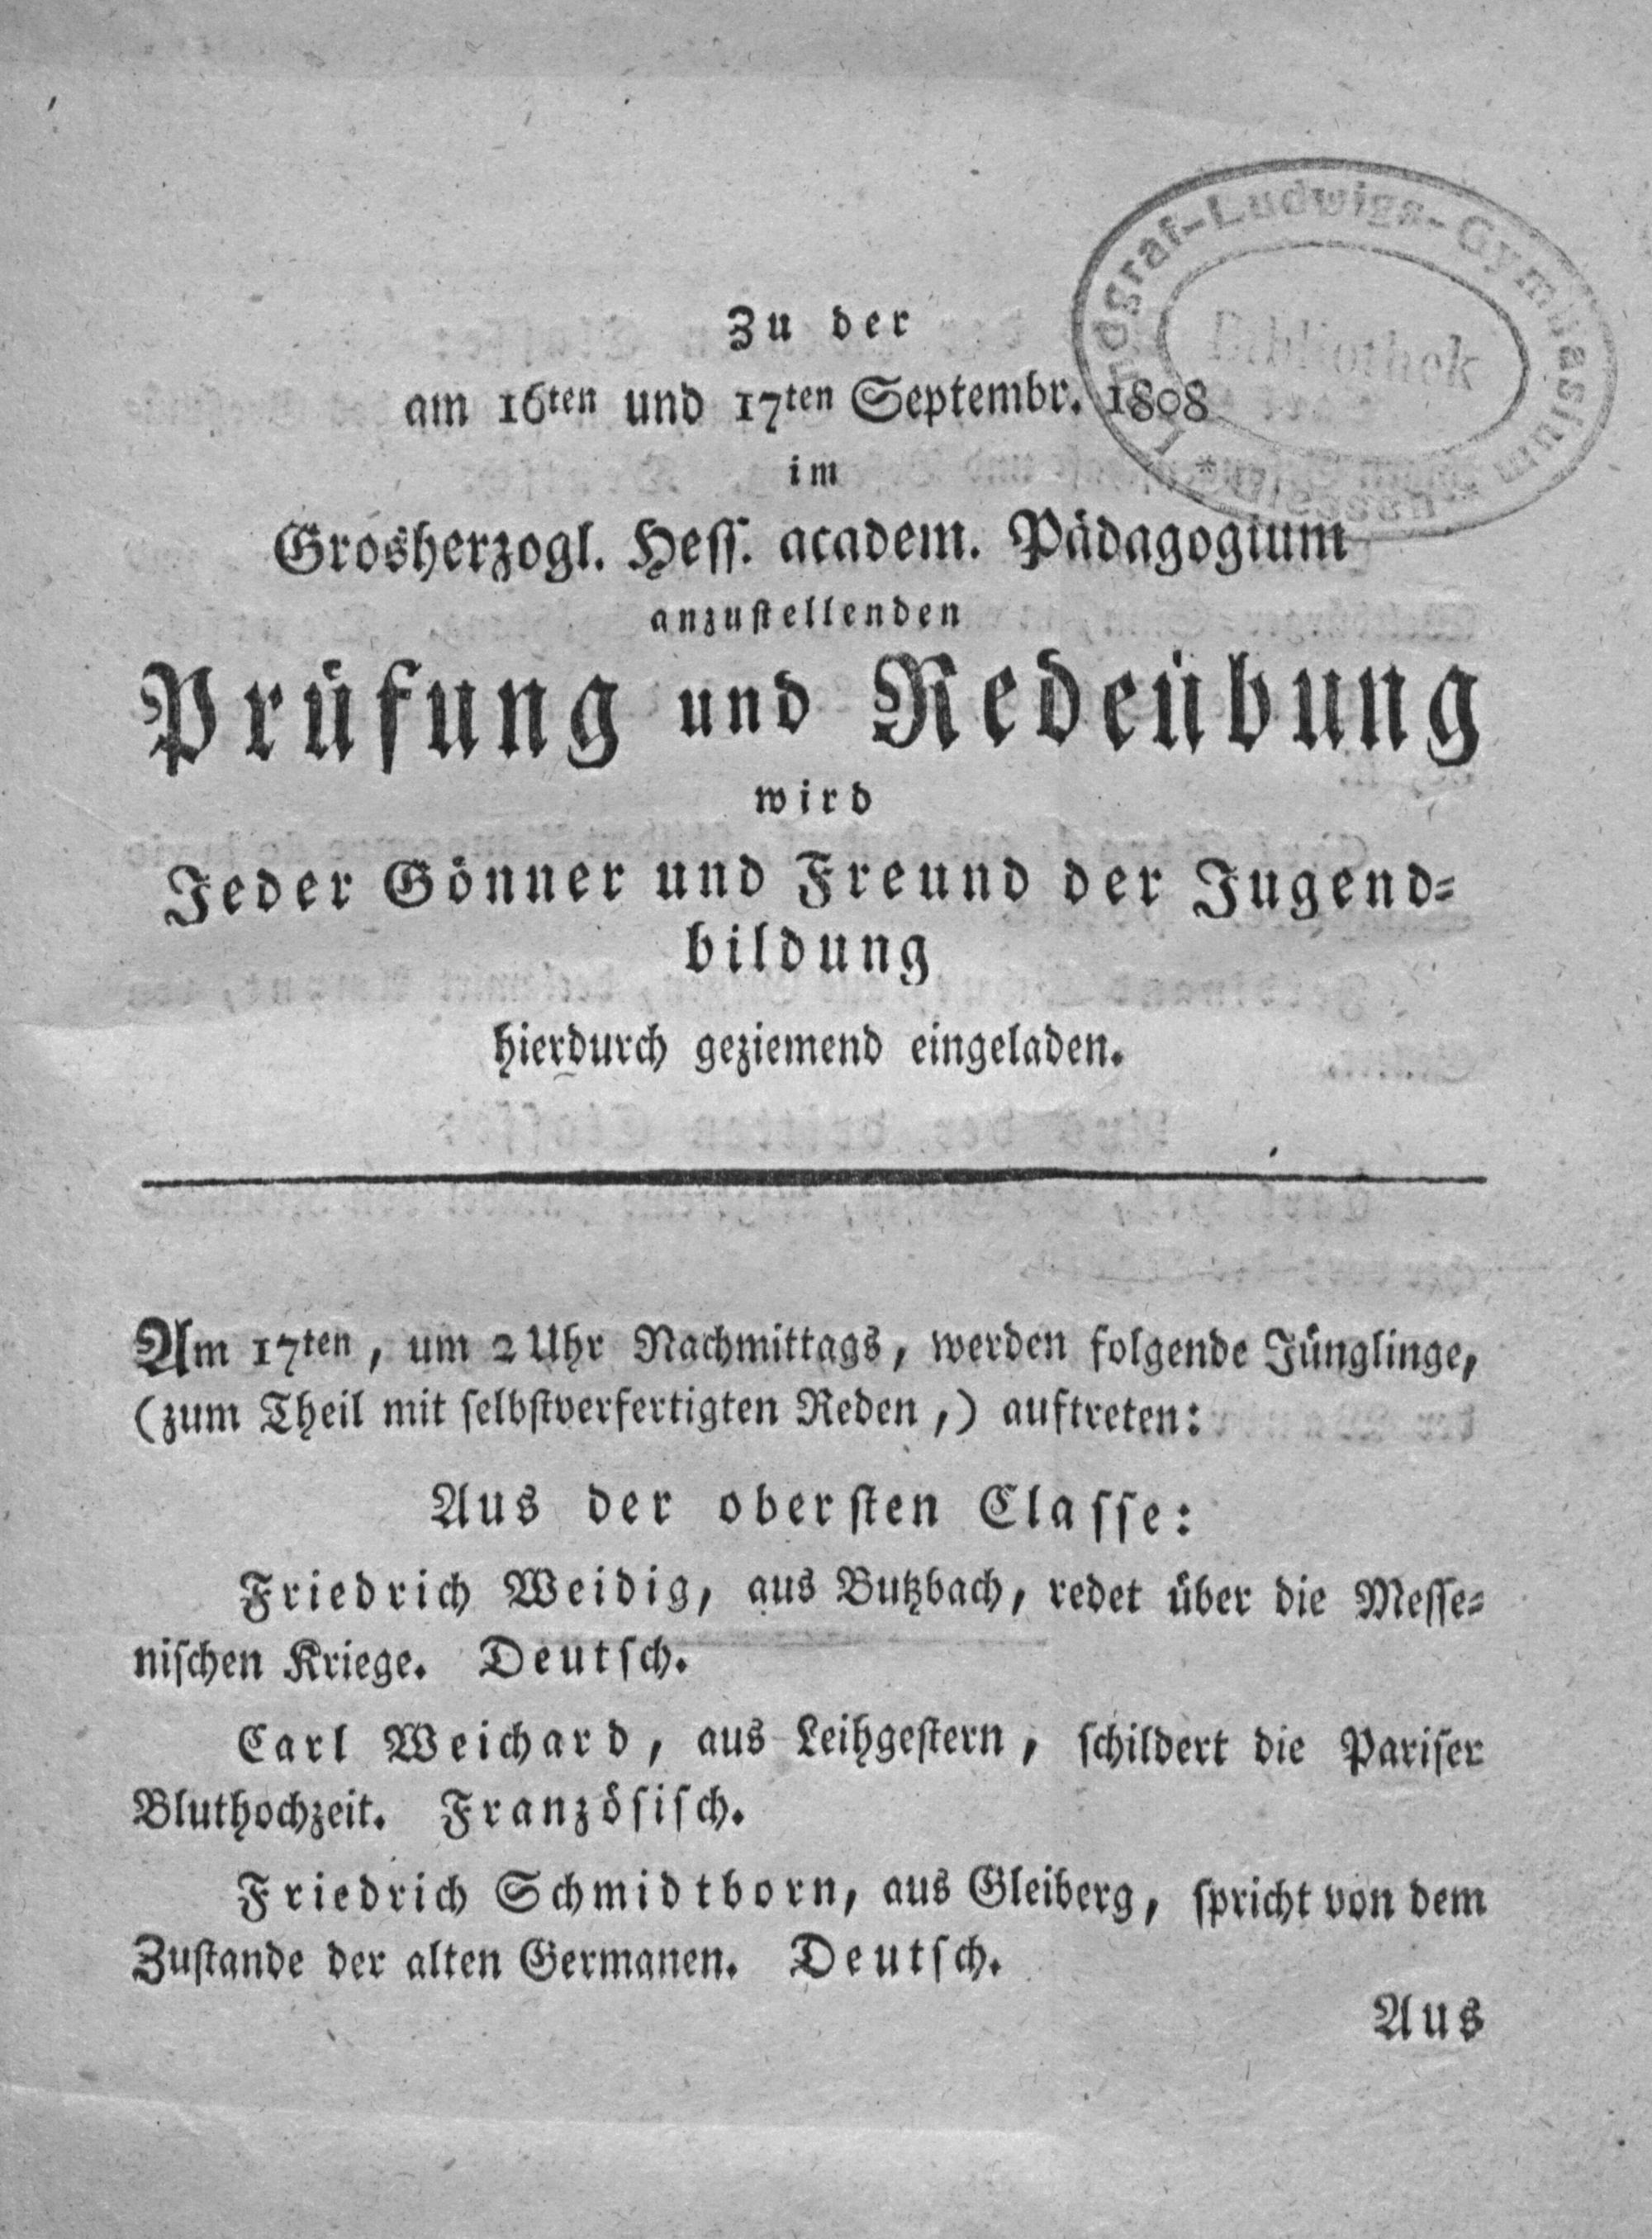 Landgraf-Ludwigs-Gymnasium
* Giessen *
Bibliothek
Zu der
am 16ten und 17ten Septembr. 1808
im
Grosherzogl. Heſſ. academ. Pädagogium
anzuſtellenden
Prüfung und Redeübung
wird
Jeder Gönner und Freund der Jugend-
bildung
hierdurch geziemend eingeladen.
Am 17ten, um 2 Uhr Nachmittags, werden folgende Jünglinge,
(zum Theil mit ſelbſtverfertigten Reden,) auftreten:
Aus der oberſten Claſſe:
Friedrich Weidig, aus Butzbach, redet über die Meſſe-
niſchen Kriege. Deutſch.
Carl Weichard, aus Leihgeſtern, ſchildert die Pariſer
Bluthochzeit. Franzöſiſch.
Friedrich Schmidtborn, aus Gleiberg, ſpricht von dem
Zuſtande der alten Germanen. Deutſch.
Aus